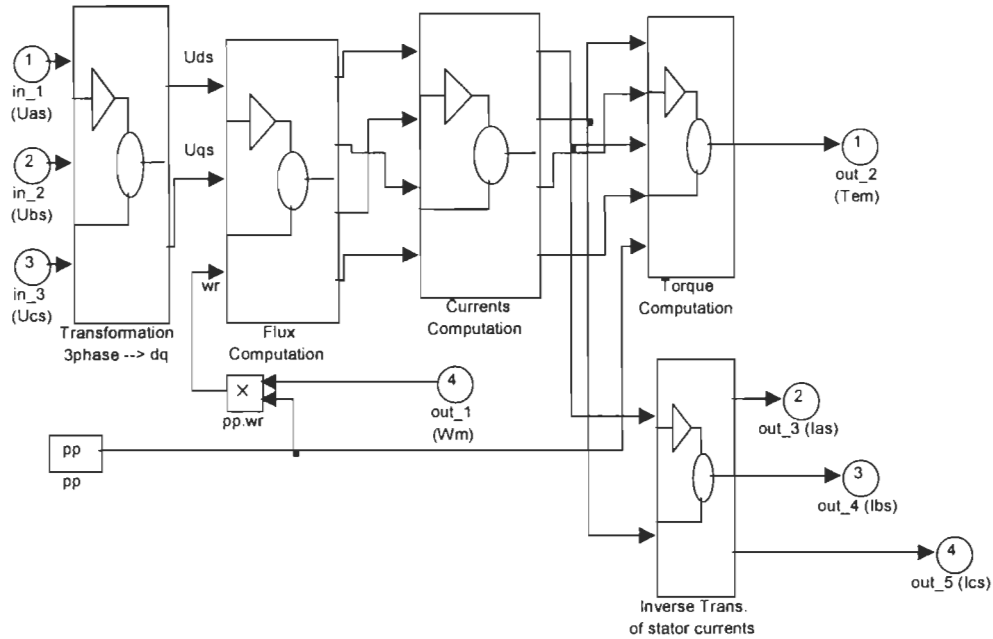 1
in_1
(Uas)
2
in_2
(Ubs)
3
in_3
(Ucs)
Transformation
3phase --> dq
Uds
Uqs
wr
Flux
Computation
Currents
Computation
Torque
Computation
1
out_2
(Tem)
X
pp.wr
4
out_1
(Wm)
pp
pp
2
out_3 (Ias)
3
out_4 (Ibs)
4
out_5 (Ics)
Inverse Trans.
of stator currents